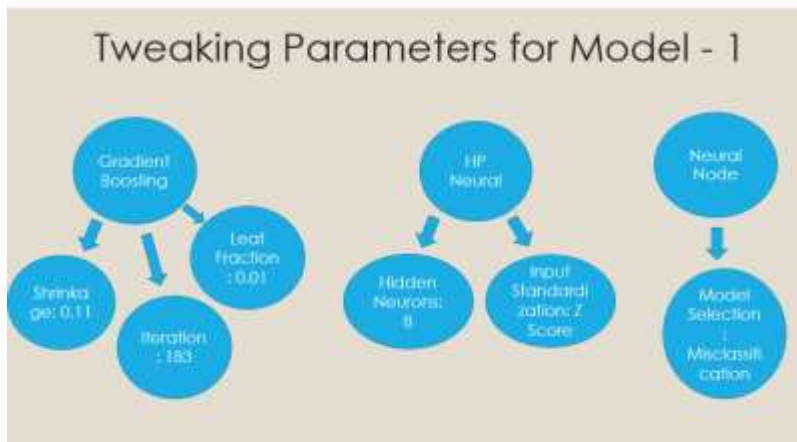 Tweaking Parameters for Model - 1
Gradient
Boosting
Leaf
Fraction
: 0.01
Shrinka
ge: 0.11
Iteration
: 183
HP
Neural
Hidden
Neurons:
8
Input
Standardi
zation: Z
Score
Neural
Node
Model
Selection
:
Misclassifi
cation